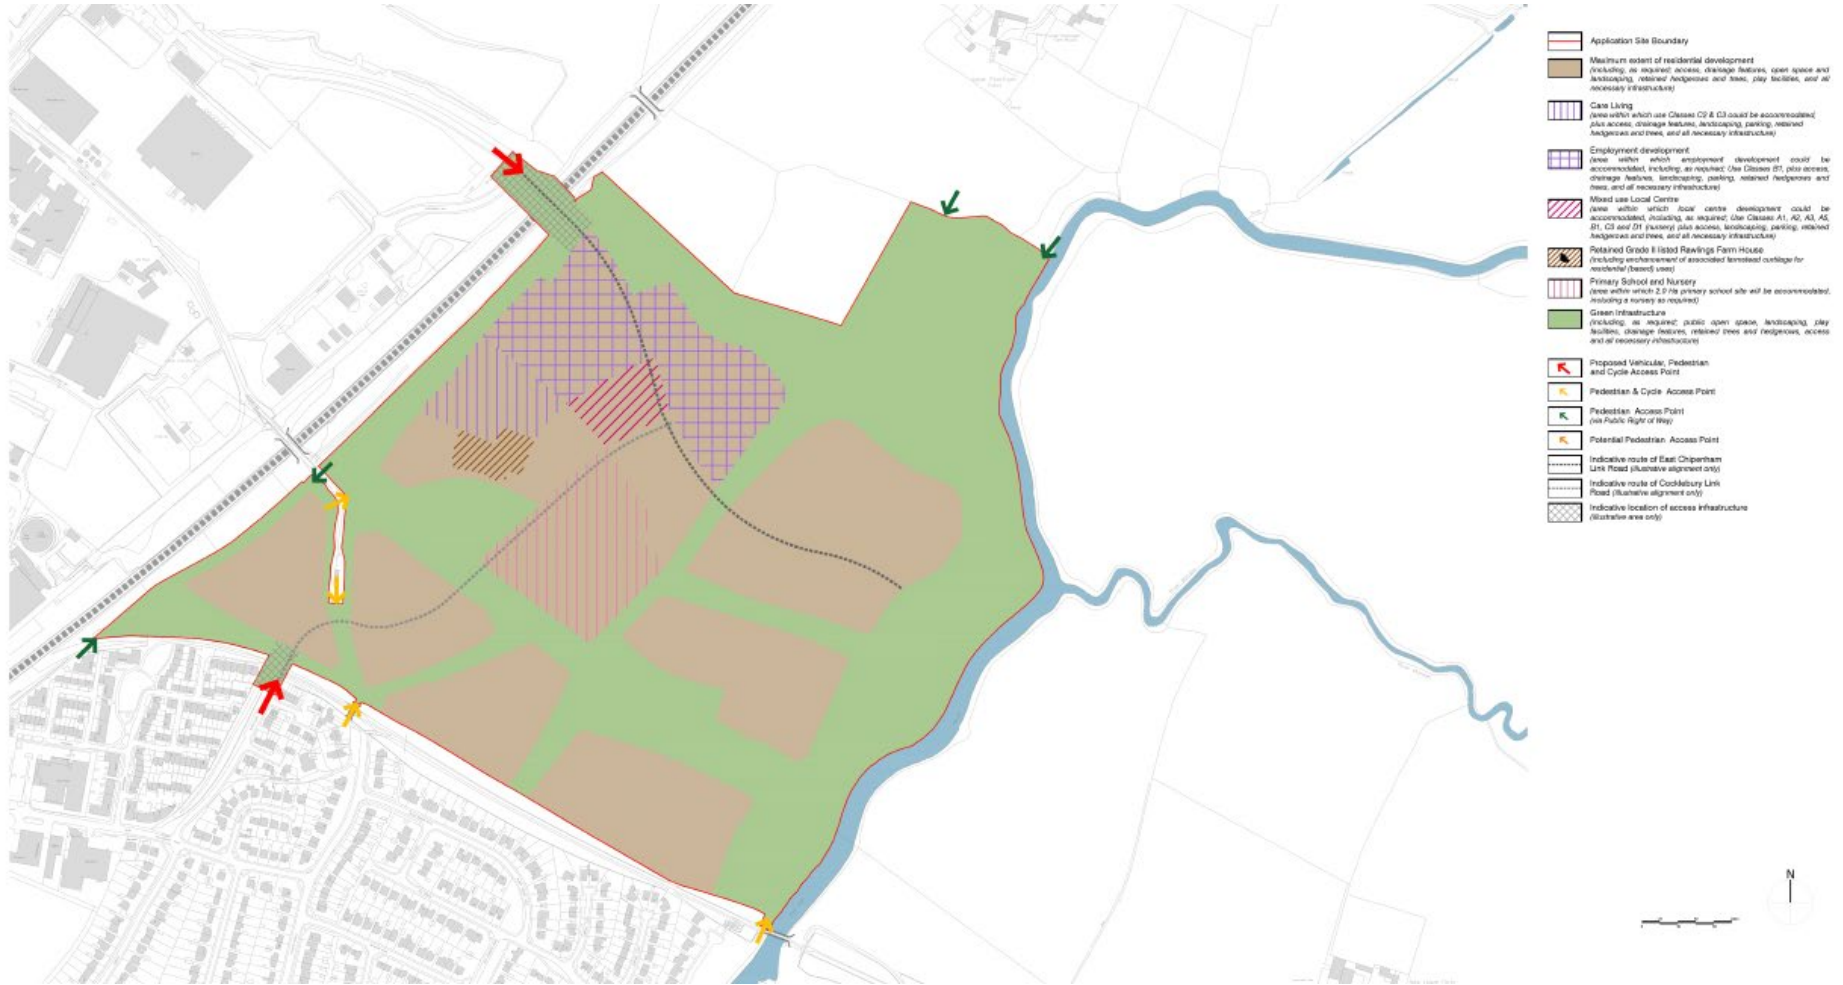 Application Site Boundary
Maximum extent of residential development
(including, as required; access, drainage features, open space and
landscaping, retained hedgerows and trees, play facilities, and all
necessary infrastructure)
Care Living
(area within which use Classes C2 & C3 could be accommodated,
plus access, drainage features, landscaping, parking, retained
hedgerows and trees, and all necessary infrastructure)
Employment development
(area within which employment development could be
accommodated, including, as required; Use Classes B1, plus access,
drainage features, landscaping, parking, retained hedgerows and
trees, and all necessary infrastructure)
Mixed use Local Centre
(area within which local centre development could be
accommodated, including, as required; Use Classes A1, A2, A3, A5,
B1, C3 and D1 (nursery) plus access, landscaping, parking, retained
hedgerows and trees, and all necessary infrastructure)
Retained Grade II listed Rawlings Farm House
(including enchancement of associated farmstead curtilage for
residential (based) uses)
Primary School and Nursery
(area within which 2.0 Ha primary school site will be accommodated,
including a nursery as required)
Green Infrastructure
(including, as required; public open space, landscaping, play
facilities, drainage features, retained trees and hedgerows, access
and all necessary infrastructure)
Proposed Vehicular, Pedestrian
and Cycle Access Point
Pedestrian & Cycle Access Point
Pedestrian Access Point
(via Public Right of Way)
Potential Pedestrian Access Point
Indicative route of East Chipenham
Link Road (illustrative alignment only)
Indicative route of Cocklebury Link
Road (illustrative alignment only)
Indicative location of access infrastructure
(illustrative area only)
N